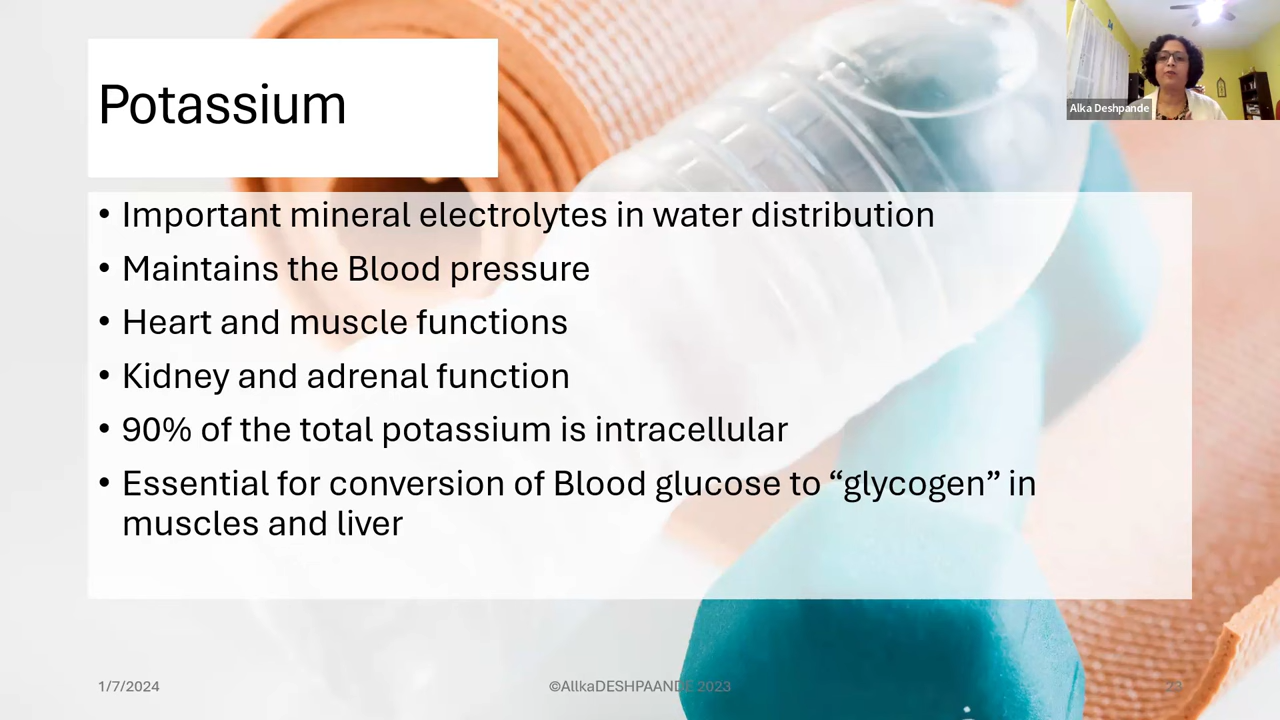 Potassium
Alka Deshpande
• Important mineral electrolytes in water distribution
• Maintains the Blood pressure
• Heart and muscle functions
• Kidney and adrenal function
• 90% of the total potassium is intracellular
• Essential for conversion of Blood glucose to “glycogen” in
muscles and liver
1/7/2024
©AllkaDESHPAANDE 2023
23